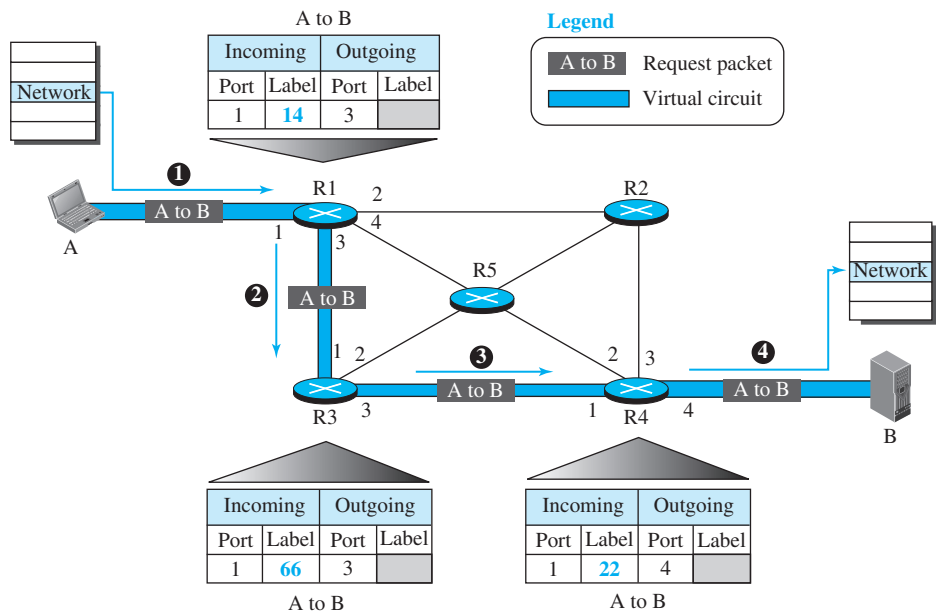 A to B
Incoming Outgoing
Port Label Port Label
1 14 3
Legend
A to B Request packet
Virtual circuit
Network
1
A to B
A
1
R1
2
4
3
R2
2
A to B
R5
Network
1
2
R3
3
3
A to B
2
3
1
R4
4
4
A to B
B
Incoming Outgoing
Port Label Port Label
1 66 3
A to B
Incoming Outgoing
Port Label Port Label
1 22 4
A to B